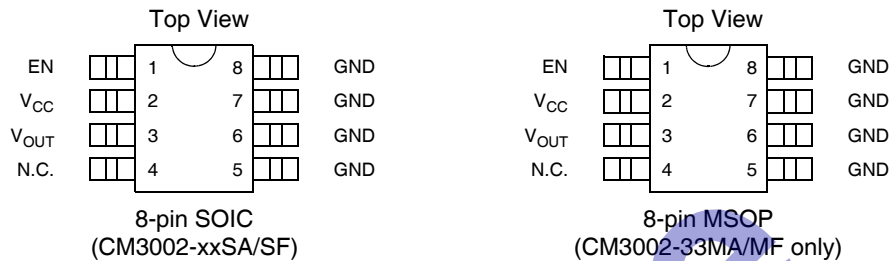 Top View
EN 1 8 GND
VCC 2 7 GND
VOUT 3 6 GND
N.C. 4 5 GND
8-pin SOIC
(CM3002-xxSA/SF)
Top View
EN 1 8 GND
VCC 2 7 GND
VOUT 3 6 GND
N.C. 4 5 GND
8-pin MSOP
(CM3002-33MA/MF only)